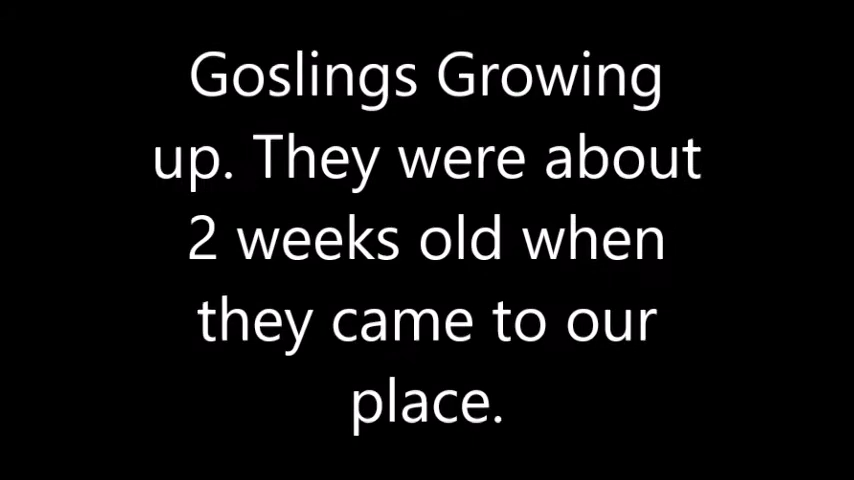 Goslings Growing
up. They were about
2 weeks old when
they came to our
place.